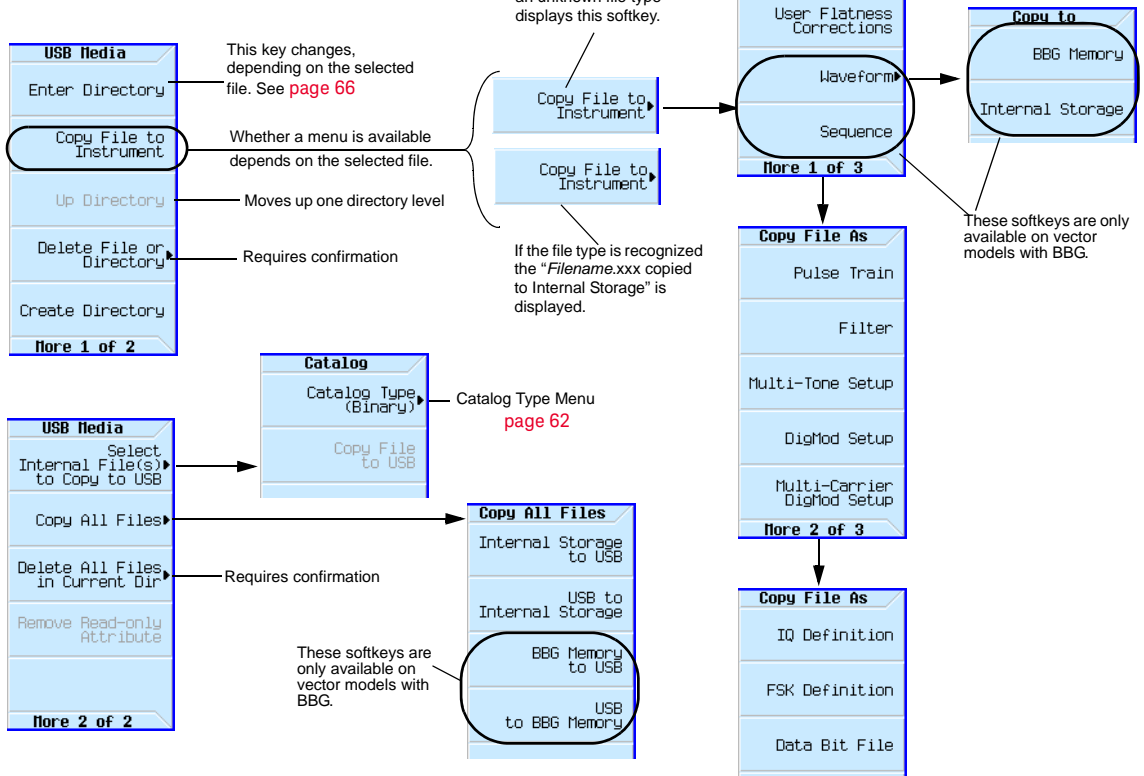 an unknown file type
displays this softkey.
USB Media
Enter Directory
Copy File to
Instrument
Up Directory
Delete File or
Directory
Create Directory
More 1 of 2
This key changes,
depending on the selected
file. See page 66
Whether a menu is available
depends on the selected file.
Moves up one directory level
Requires confirmation
Copy File to
Instrument
Copy File to
Instrument
If the file type is recognized
the “Filename.xxx copied
to Internal Storage” is
displayed.
User Flatness
Corrections
Waveform
Sequence
More 1 of 3
Copy to
BBG Memory
Internal Storage
These softkeys are only
available on vector
models with BBG.
Copy File As
Pulse Train
Filter
Multi-Tone Setup
DigMod Setup
Multi-Carrier
DigMod Setup
More 2 of 3
Copy File As
IQ Definition
FSK Definition
Data Bit File
Catalog
Catalog Type
(Binary)
Copy File
to USB
Catalog Type Menu
page 62
USB Media
Select
Internal File(s)
to Copy to USB
Copy All Files
Delete All Files
in Current Dir
Remove Read-only
Attribute
More 2 of 2
Requires confirmation
Copy All Files
Internal Storage
to USB
USB to
Internal Storage
BBG Memory
to USB
USB
to BBG Memory
These softkeys are
only available on
vector models with
BBG.